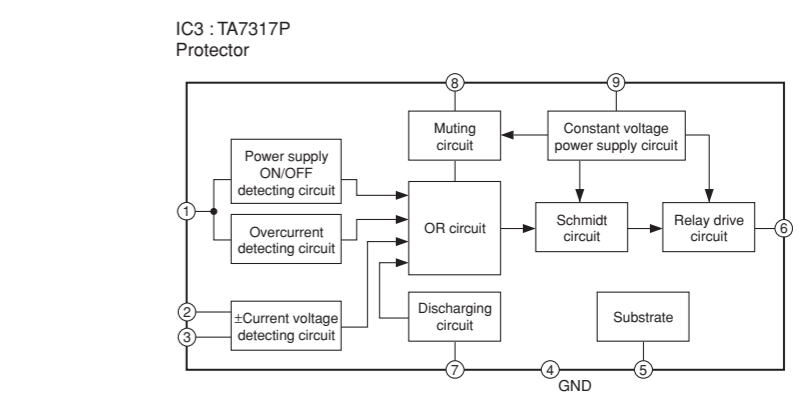 IC3 : TA7317P
Protector
8
9
Muting
circuit
Constant voltage
power supply circuit
Power supply
ON/OFF
detecting circuit
1
Overcurrent
detecting circuit
OR circuit
Schmidt
circuit
Relay drive
circuit
6
2
3
±Current voltage
detecting circuit
Discharging
circuit
Substrate
7
4
5
GND